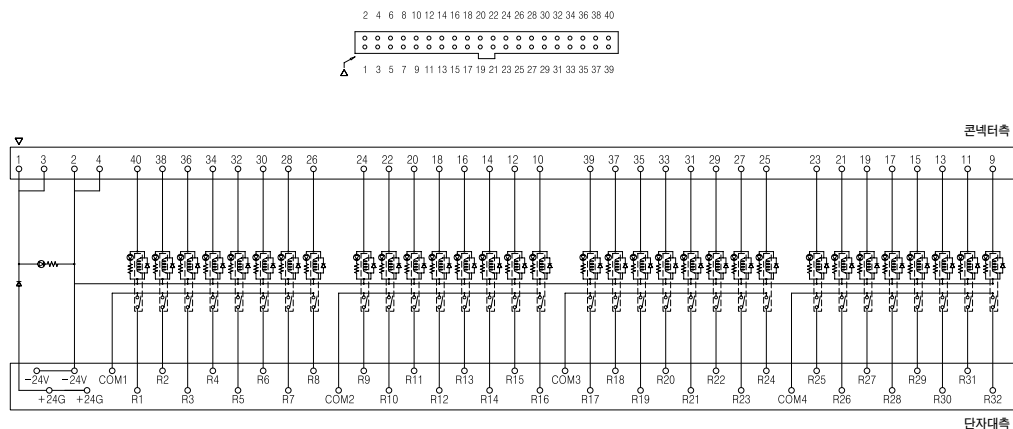 2 4 6 8 10 12 14 16 18 20 22 24 26 28 30 32 34 36 38 40
1 3 5 7 9 11 13 15 17 19 21 23 25 27 29 31 33 35 37 39
콘넥터측
1 3 2 4 40 38 36 34 32 30 28 26 24 22 20 18 16 14 12 10 39 37 35 33 31 29 27 25 23 21 19 17 15 13 11 9
-24V -24V COM1 R2 R4 R6 R8 R9 R11 R13 R15 COM3 R18 R20 R22 R24 R25 R27 R29 R31
+24G +24G R1 R3 R5 R7 COM2 R10 R12 R14 R16 R17 R19 R21 R23 COM4 R26 R28 R30 R32
단자대측